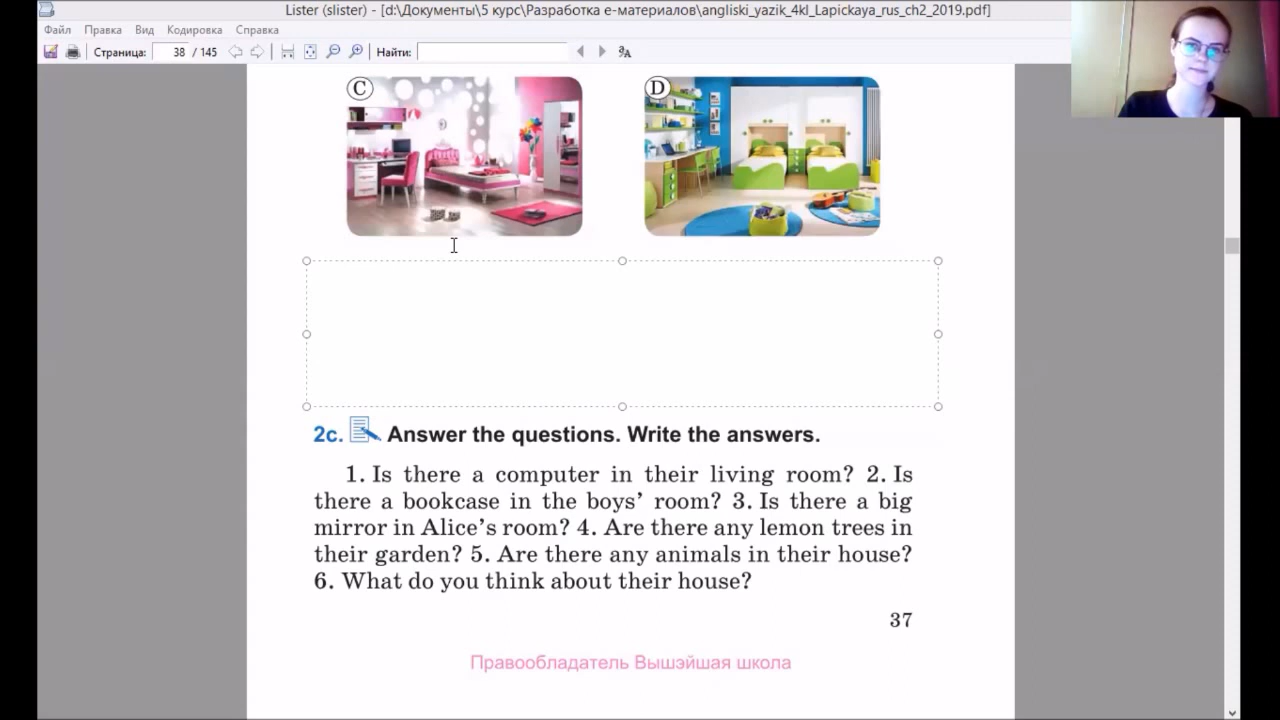 Lister (slister) - [d:\Документы\5 курс\Разработка е-материалов\angliski_yazik_4kl_Lapickaya_rus_ch2_2019.pdf]
Файл Правка Вид Кодировка Справка
Страница: 38 / 145 Найти:
C D
2c. Answer the questions. Write the answers.
1. Is there a computer in their living room? 2. Is
there a bookcase in the boys’ room? 3. Is there a big
mirror in Alice’s room? 4. Are there any lemon trees in
their garden? 5. Are there any animals in their house?
6. What do you think about their house?
37
Правообладатель Вышэйшая школа